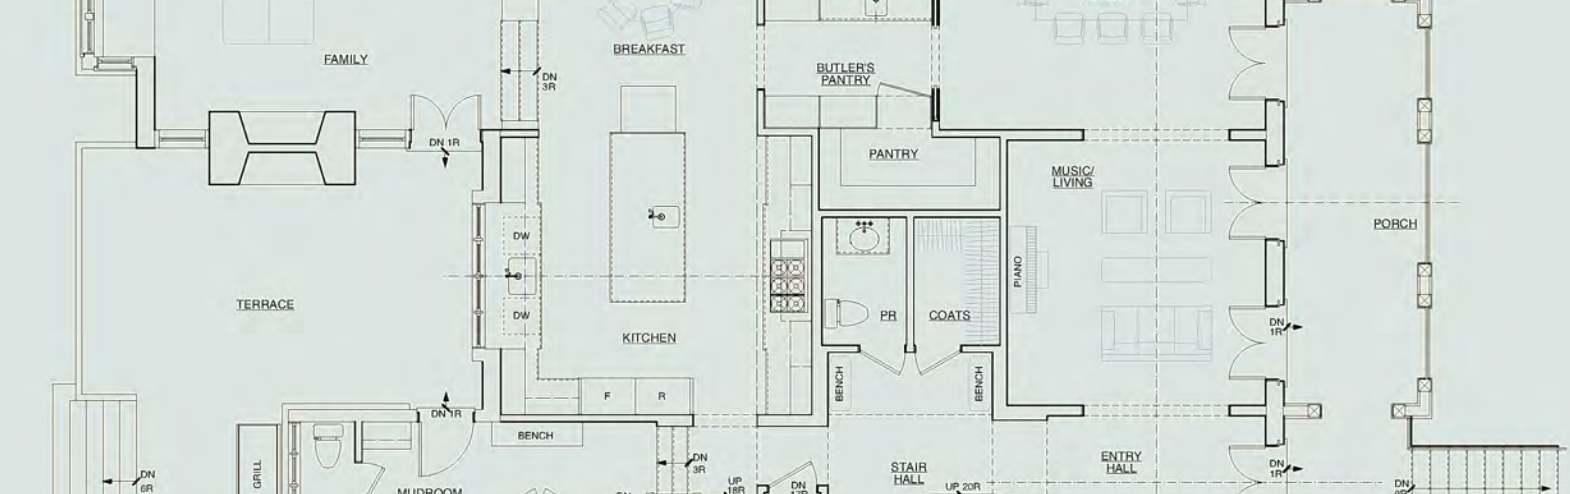 BREAKFAST
FAMILY
DN
3R
BUTLER'S
PANTRY
DN 1R
PANTRY
MUSIC/
LIVING
PORCH
DW
PIANO
TERRACE
DW
PR
COATS
DN
1R
KITCHEN
BENCH
BENCH
F
R
DN 1R
BENCH
GRILL
DN
6R
DN
3R
STAIR
HALL
ENTRY
HALL
DN
1R
UP
18R
DN
UP 20R
DN
MUDROOM